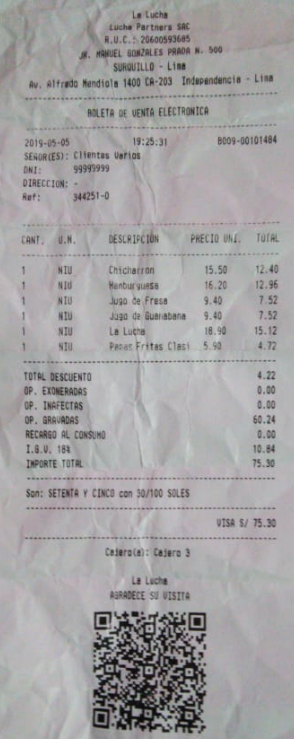 La Lucha
Lucha Partners SAC
R.U.C.: 20600593685
JR. MANUEL GONZALES PRADA N. 500
SURQUILLO - Lima
Av. Alfredo Mendiola 1400 CA-203 Independencia - Lima
BOLETA DE VENTA ELECTRONICA
2019-05-05 19:25:31 B009-00101484
SEÑOR(ES): Clientes Varios
DNI: 99999999
DIRECCION: -
Ref: 344251-0
CANT. U.M. DESCRIPCIÓN PRECIO UNI. TOTAL
1 NIU Chicharron 15.50 12.40
1 NIU Hamburguesa 16.20 12.96
1 NIU Jugo de Fresa 9.40 7.52
1 NIU Jugo de Guanabana 9.40 7.52
1 NIU La Lucha 18.90 15.12
1 NIU Papas Fritas Clasi 5.90 4.72
TOTAL DESCUENTO 4.22
OP. EXONERADAS 0.00
OP. INAFECTAS 0.00
OP. GRAVADAS 60.24
RECARGO AL CONSUMO 0.00
I.G.V. 18% 10.84
IMPORTE TOTAL 75.30
Son: SETENTA Y CINCO con 30/100 SOLES
VISA S/ 75.30
Cajero(a): Cajero 3
La Lucha
AGRADECE SU VISITA